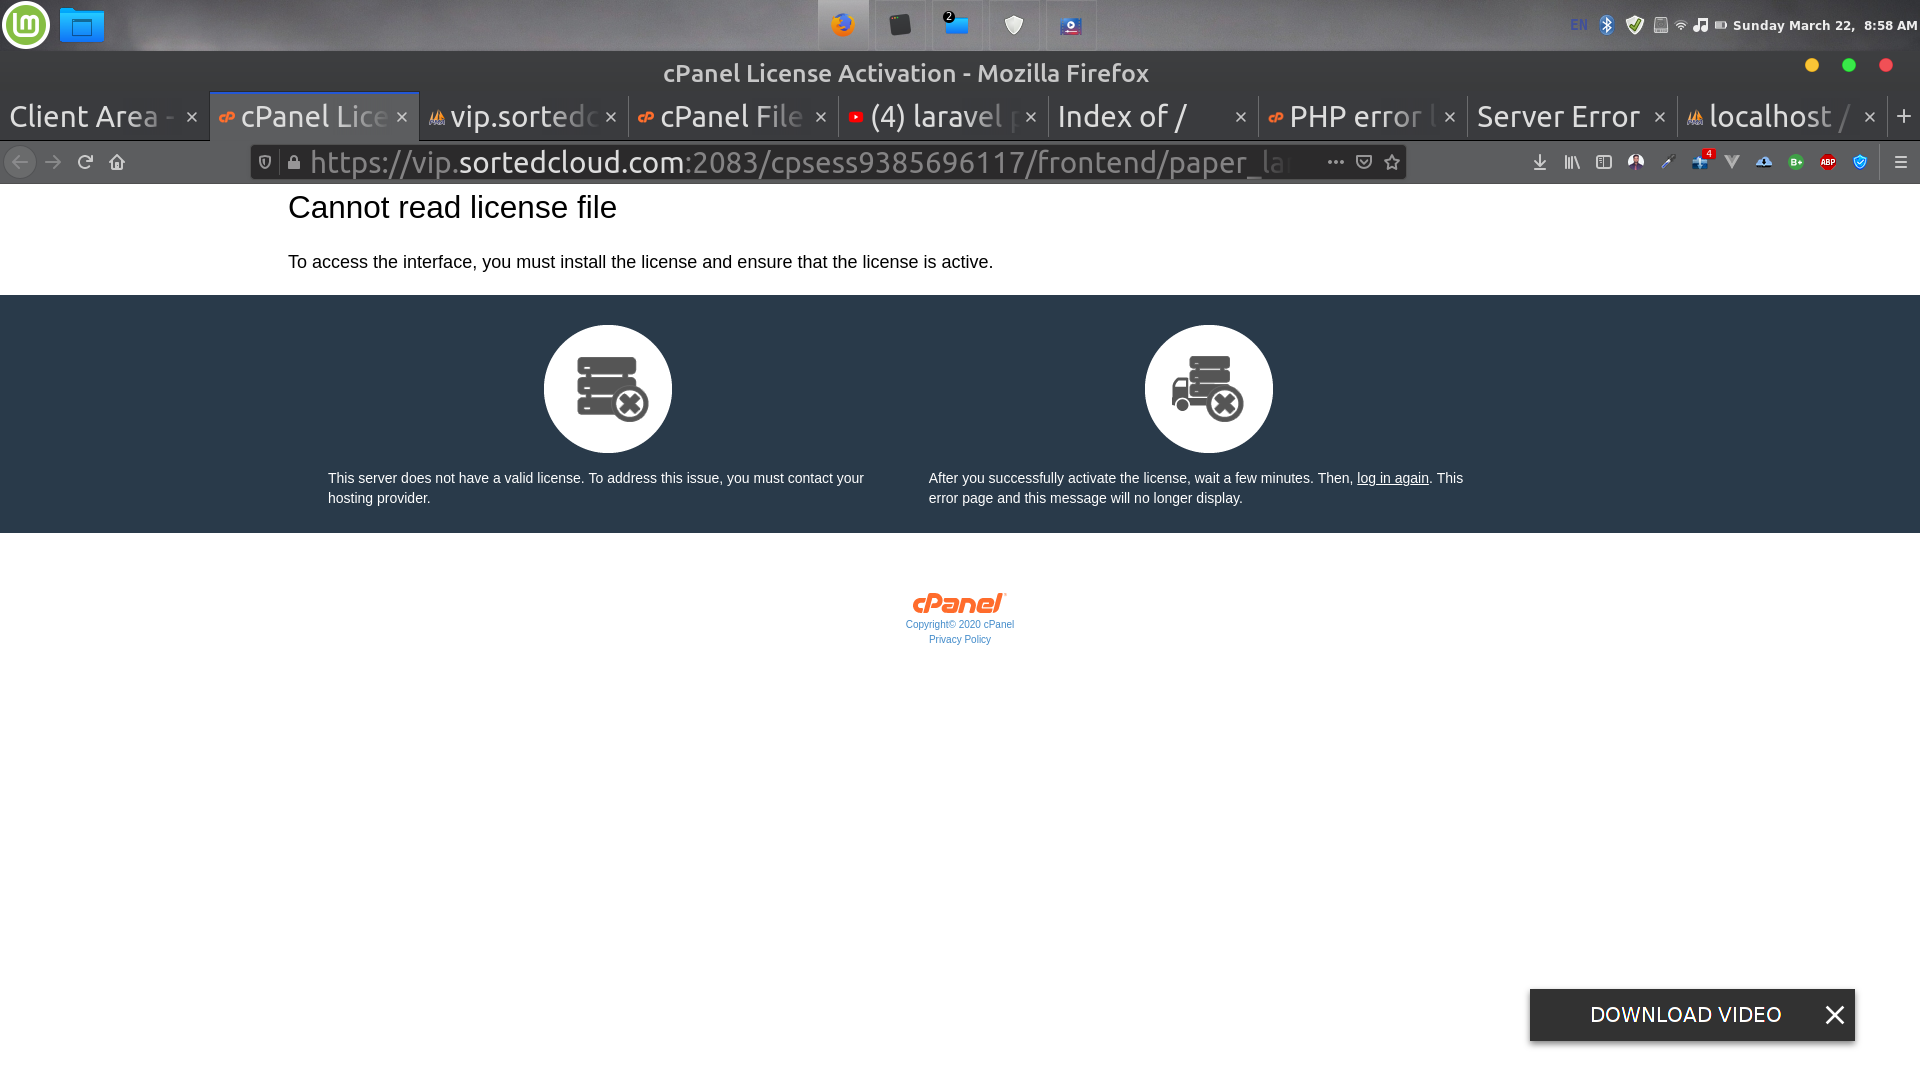 2
EN
Sunday March 22, 8:58 AM
cPanel License Activation - Mozilla Firefox
Client Area -
cPanel Lice
vip.sortedc
cPanel File
(4) laravel p
Index of /
PHP error l
Server Error
localhost /
https://vip.sortedcloud.com:2083/cpsess9385696117/frontend/paper_lan
4
B+
ABP
Cannot read license file
To access the interface, you must install the license and ensure that the license is active.
This server does not have a valid license. To address this issue, you must contact your
hosting provider.
After you successfully activate the license, wait a few minutes. Then, log in again. This
error page and this message will no longer display.
cPanel
Copyright© 2020 cPanel
Privacy Policy
DOWNLOAD VIDEO